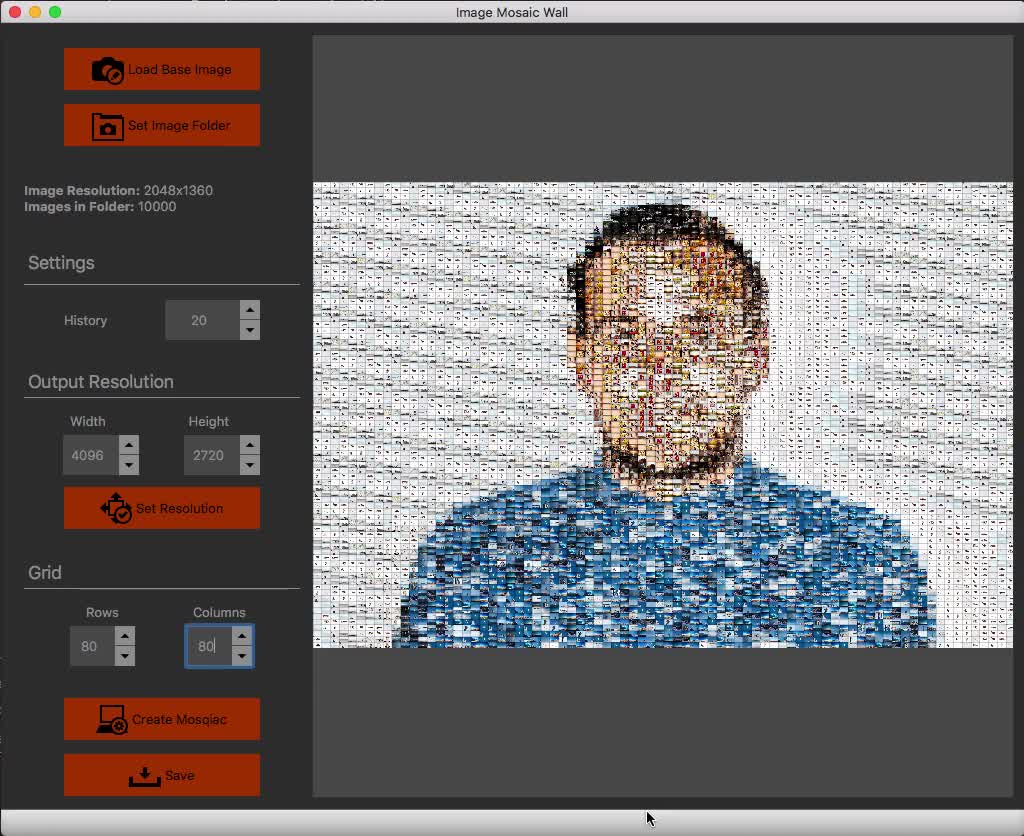 Image Mosaic Wall
Load Base Image
Set Image Folder
Image Resolution: 2048x1360
Images in Folder: 10000
Settings
History 20
Output Resolution
Width Height
4096 2720
Set Resolution
Grid
Rows Columns
80 80
Create Mosqiac
Save